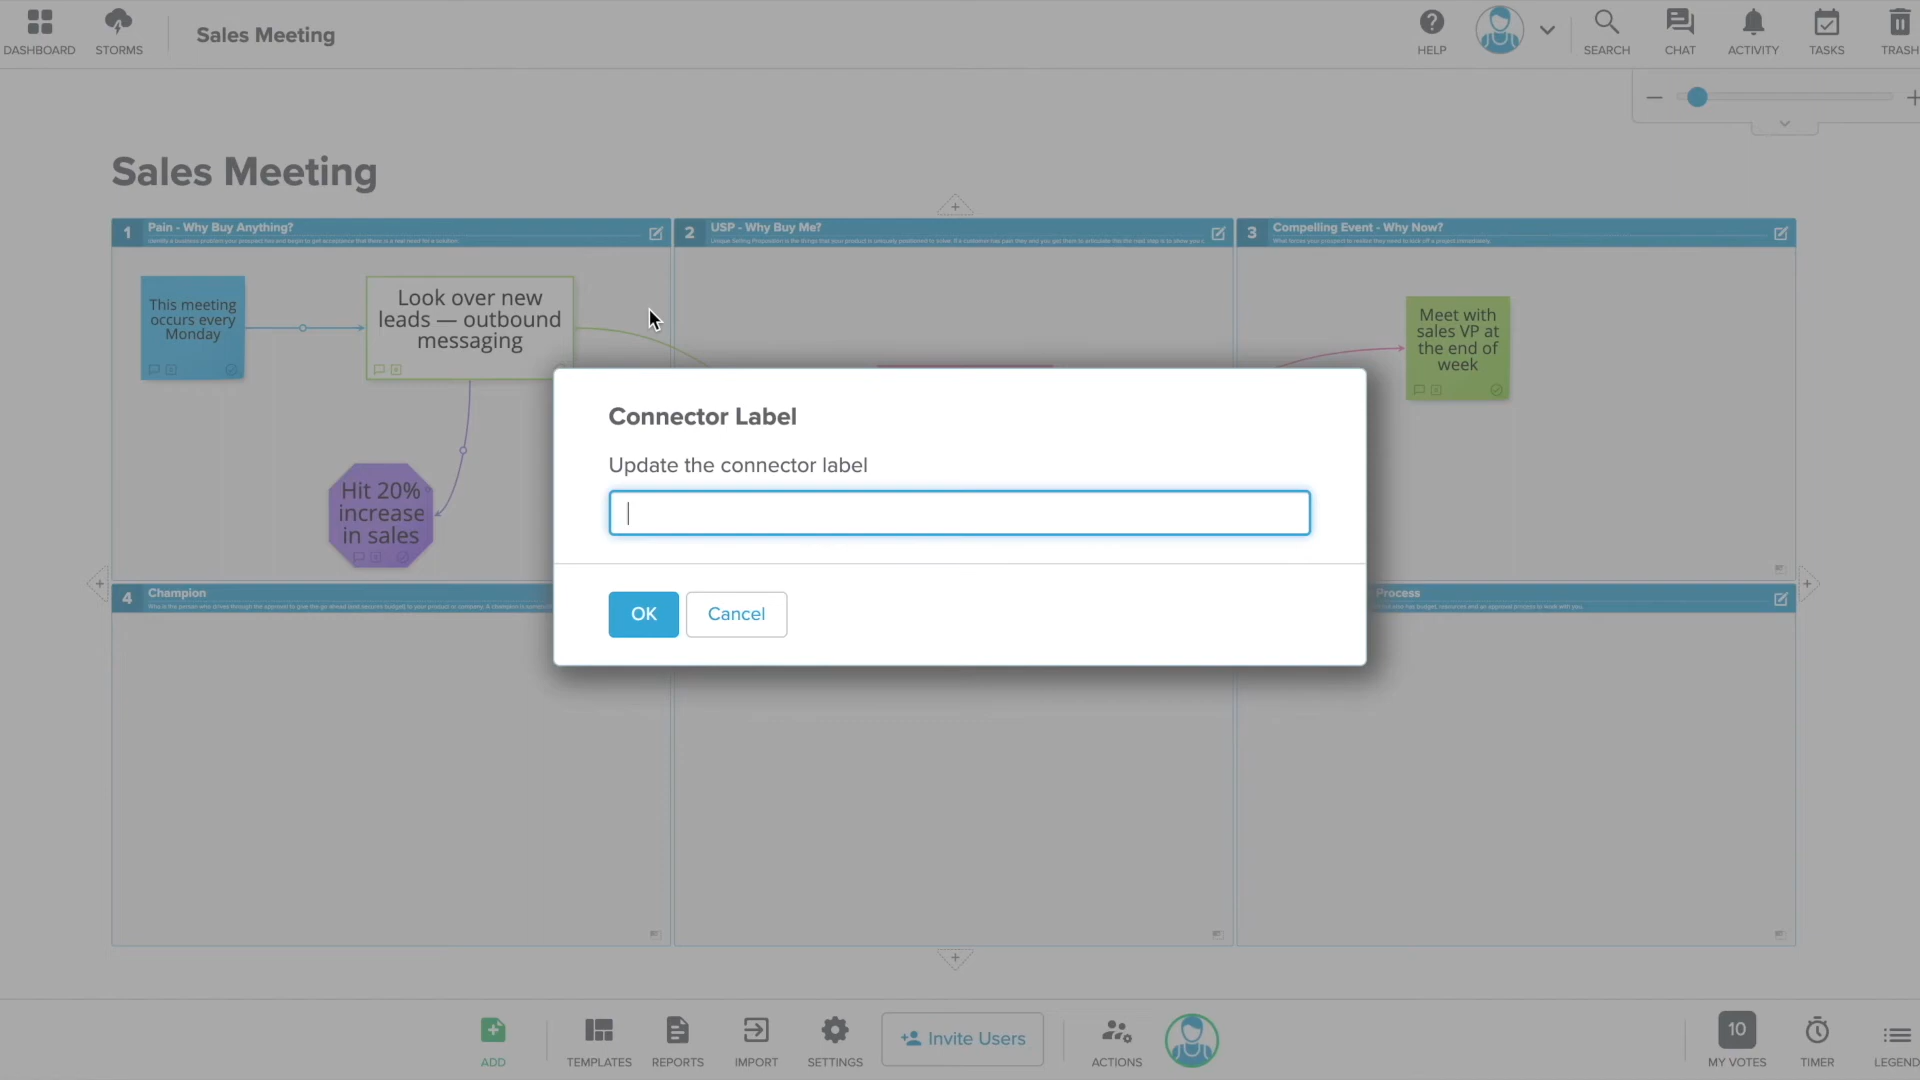 DASHBOARD
STORMS
Sales Meeting
HELP
SEARCH
CHAT
ACTIVITY
TASKS
TRASH
Sales Meeting
1
Pain - Why Buy Anything?
2
USP - Why Buy Me?
3
Compelling Event - Why Now?
This meeting
occurs every
Monday
Look over new
leads — outbound
messaging
Meet with
sales VP at
the end of
week
Hit 20%
increase
in sales
Connector Label
Update the connector label
OK
Cancel
4
Champion
Process
ADD
TEMPLATES
REPORTS
IMPORT
SETTINGS
Invite Users
ACTIONS
10
MY VOTES
TIMER
LEGEND